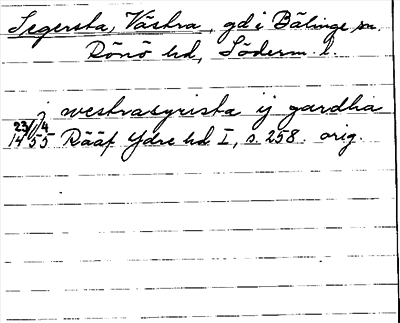 Segersta, Västra, gd i Bälinge sn.
Rönö hd, Söderm. l.
j westrasyrista ij gardha
23/4 1455 Rääf Ydre hd I, s. 258. orig.